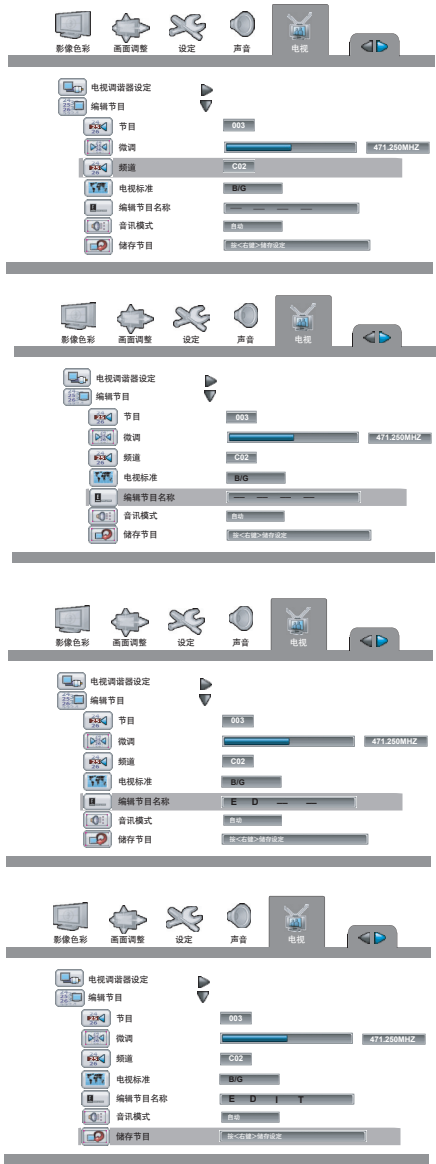 影像色彩 画面调整 设定 声音 电视
电视调谐器设定
编辑节目
节目 003
微调 471.250MHZ
频道 C02
电视标准 B/G
编辑节目名称 — — — —
音讯模式 自动
储存节目 按<右键>储存设定
影像色彩 画面调整 设定 声音 电视
电视调谐器设定
编辑节目
节目 003
微调 471.250MHZ
频道 C02
电视标准 B/G
编辑节目名称 — — — —
音讯模式 自动
储存节目 按<右键>储存设定
影像色彩 画面调整 设定 声音 电视
电视调谐器设定
编辑节目
节目 003
微调 471.250MHZ
频道 C02
电视标准 B/G
编辑节目名称 E D — —
音讯模式 自动
储存节目 按<右键>储存设定
影像色彩 画面调整 设定 声音 电视
电视调谐器设定
编辑节目
节目 003
微调 471.250MHZ
频道 C02
电视标准 B/G
编辑节目名称 E D I T
音讯模式 自动
储存节目 按<右键>储存设定